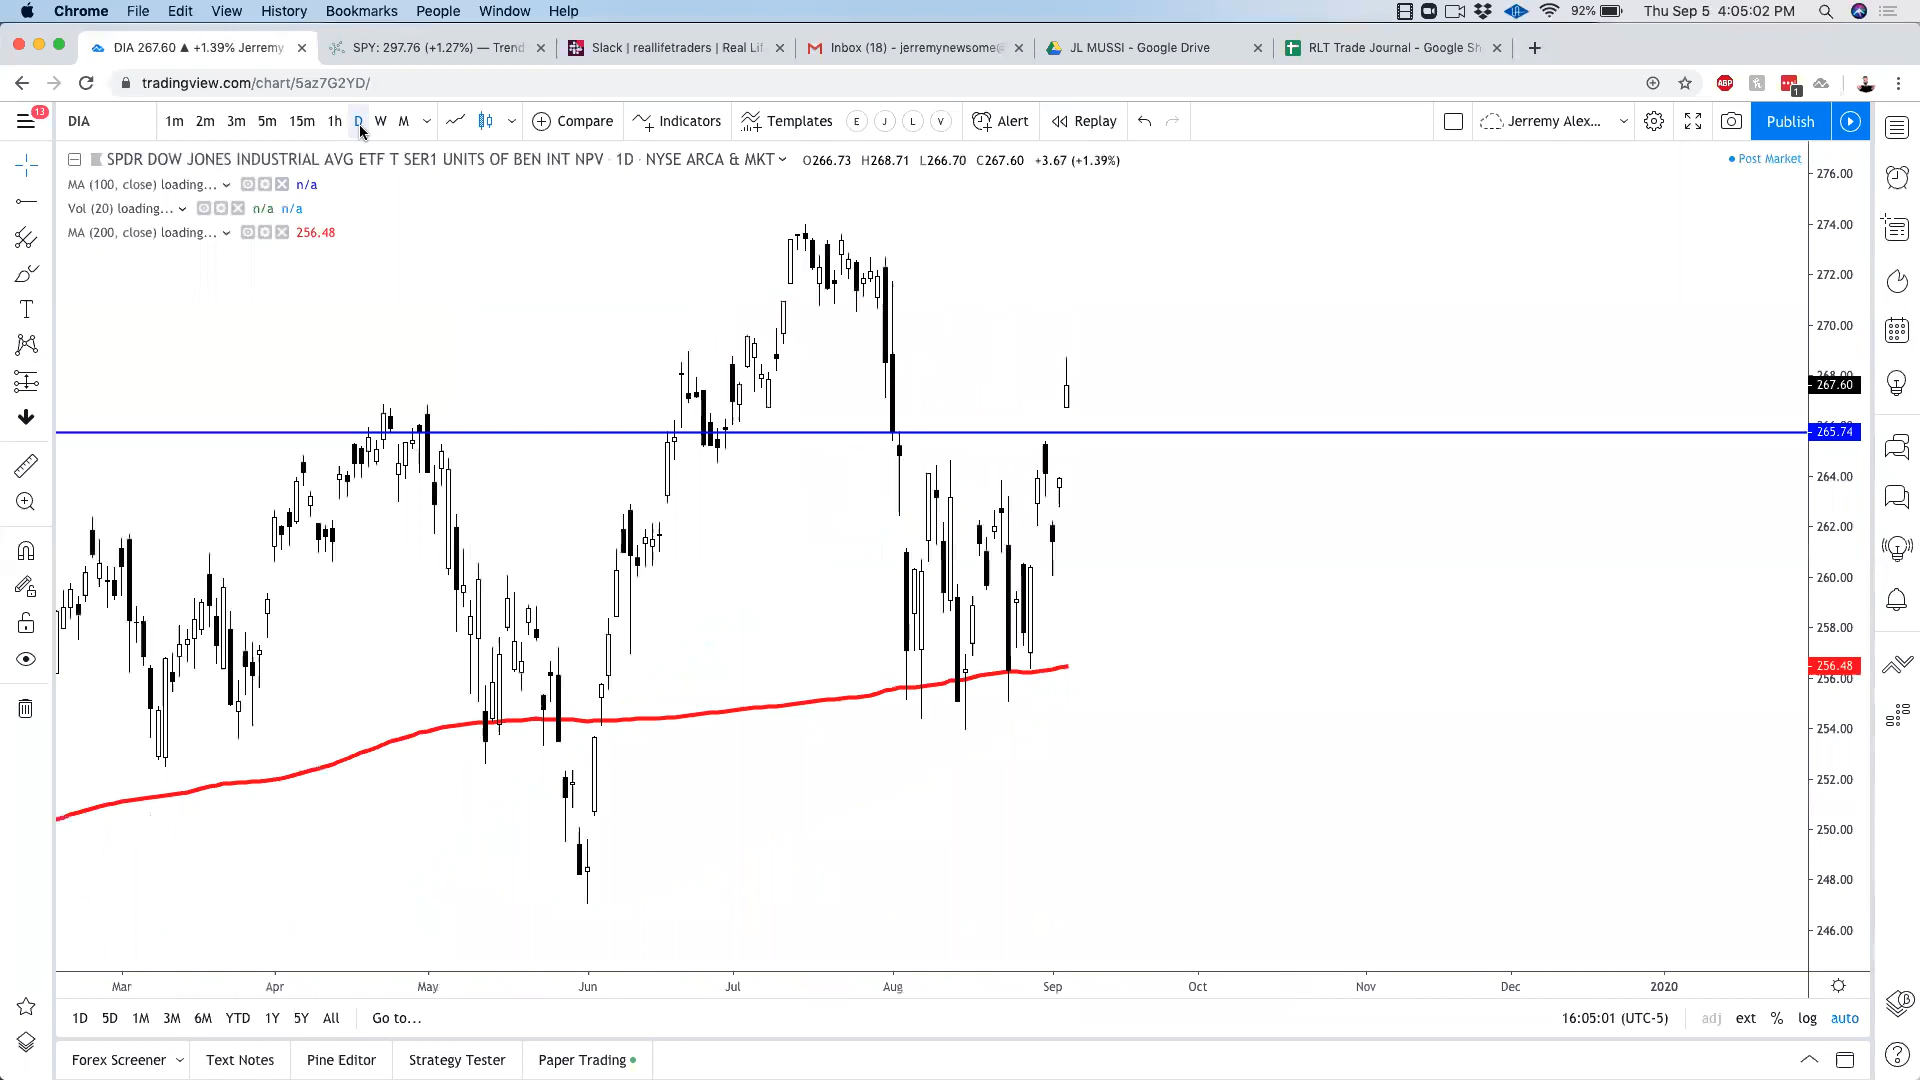 Chrome File Edit View History Bookmarks People Window Help
92% Thu Sep 5 4:05:02 PM
DIA 267.60 ▲ +1.39% Jerremy
SPY: 297.76 (+1.27%) — Trend
Slack | reallifetraders | Real Lif
Inbox (18) - jerremynewsome@
JL MUSSI - Google Drive
RLT Trade Journal - Google Sh
tradingview.com/chart/5az7G2YD/
ABP
1
13
DIA 1m 2m 3m 5m 15m 1h D W M Compare Indicators Templates E J L V Alert Replay Jerremy Alex... Publish
SPDR DOW JONES INDUSTRIAL AVG ETF T SER1 UNITS OF BEN INT NPV · 1D · NYSE ARCA & MKT O266.73 H268.71 L266.70 C267.60 +3.67 (+1.39%)
Post Market
MA (100, close) loading... n/a
Vol (20) loading... n/a n/a
MA (200, close) loading... 256.48
276.00
274.00
272.00
270.00
268.00
267.60
265.74
264.00
262.00
260.00
258.00
256.48
256.00
254.00
252.00
250.00
248.00
246.00
Mar Apr May Jun Jul Aug Sep Oct Nov Dec 2020
1D 5D 1M 3M 6M YTD 1Y 5Y All Go to... 16:05:01 (UTC-5) adj ext % log auto
Forex Screener Text Notes Pine Editor Strategy Tester Paper Trading